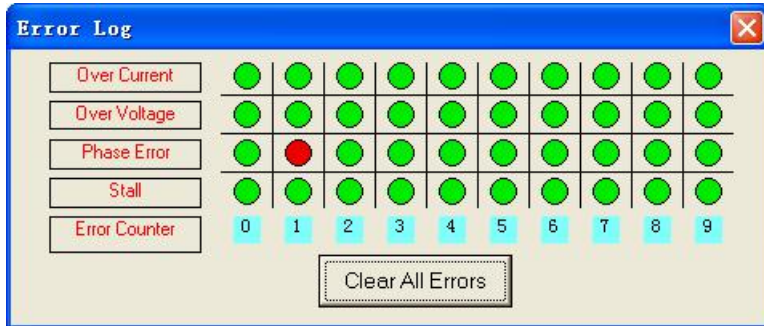 Error Log
Over Current
Over Voltage
Phase Error
Stall
Error Counter 0 1 2 3 4 5 6 7 8 9
Clear All Errors